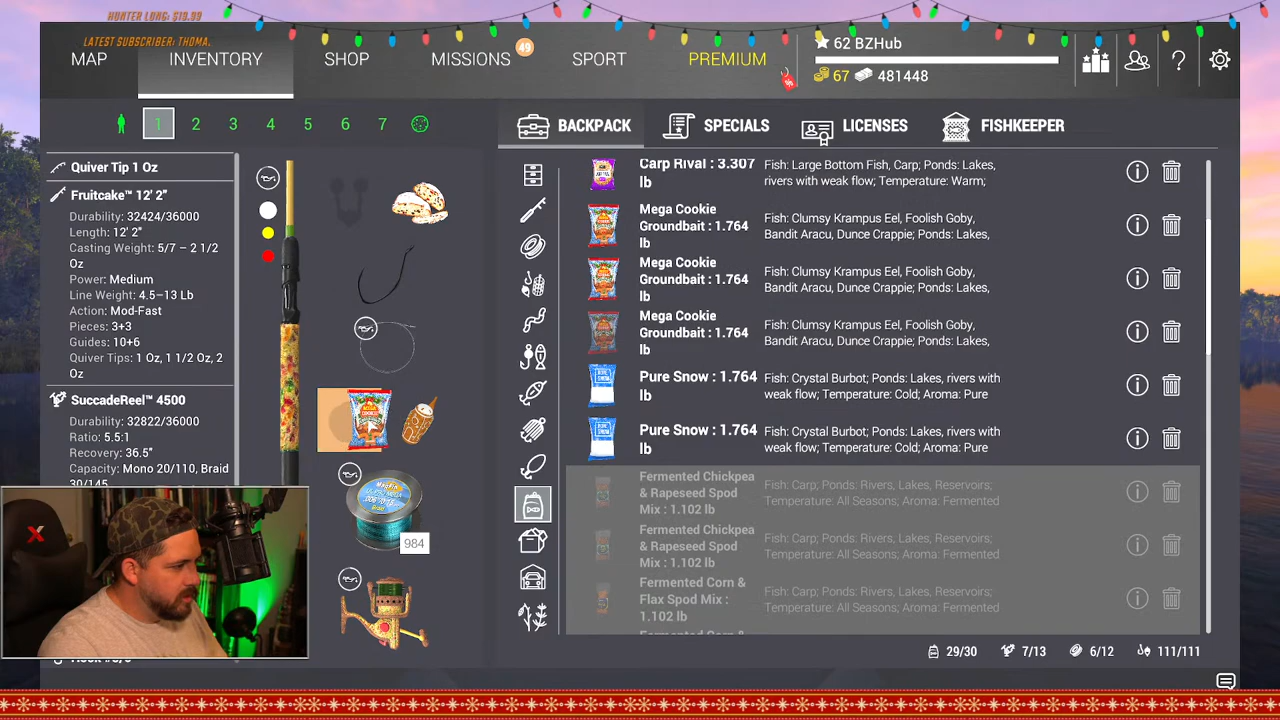 HUNTER LONG: $19.99
LATEST SUBSCRIBER: THOMA.
MAP
INVENTORY
SHOP
MISSIONS
49
SPORT
PREMIUM
%
62 BZHub
67
481448
?
1
2
3
4
5
6
7
BACKPACK
SPECIALS
LICENSES
FISHKEEPER
Quiver Tip 1 Oz
Fruitcake™ 12' 2"
Durability: 32424/36000
Length: 12' 2"
Casting Weight: 5/7 – 2 1/2
Oz
Power: Medium
Line Weight: 4.5–13 Lb
Action: Mod-Fast
Pieces: 3+3
Guides: 10+6
Quiver Tips: 1 Oz, 1 1/2 Oz, 2
Oz
SuccadeReel™ 4500
Durability: 32822/36000
Ratio: 5.5:1
Recovery: 36.5"
Capacity: Mono 20/110, Braid
30/145
984
Carp Rival : 3.307
lb
Fish: Large Bottom Fish, Carp; Ponds: Lakes,
rivers with weak flow; Temperature: Warm;
Mega Cookie
Groundbait : 1.764
lb
Fish: Clumsy Krampus Eel, Foolish Goby,
Bandit Aracu, Dunce Crappie; Ponds: Lakes,
Mega Cookie
Groundbait : 1.764
lb
Fish: Clumsy Krampus Eel, Foolish Goby,
Bandit Aracu, Dunce Crappie; Ponds: Lakes,
Mega Cookie
Groundbait : 1.764
lb
Fish: Clumsy Krampus Eel, Foolish Goby,
Bandit Aracu, Dunce Crappie; Ponds: Lakes,
Pure Snow : 1.764
lb
Fish: Crystal Burbot; Ponds: Lakes, rivers with
weak flow; Temperature: Cold; Aroma: Pure
Pure Snow : 1.764
lb
Fish: Crystal Burbot; Ponds: Lakes, rivers with
weak flow; Temperature: Cold; Aroma: Pure
Fermented Chickpea
& Rapeseed Spod
Mix : 1.102 lb
Fish: Carp; Ponds: Rivers, Lakes, Reservoirs;
Temperature: All Seasons; Aroma: Fermented
Fermented Chickpea
& Rapeseed Spod
Mix : 1.102 lb
Fish: Carp; Ponds: Rivers, Lakes, Reservoirs;
Temperature: All Seasons; Aroma: Fermented
Fermented Corn &
Flax Spod Mix :
1.102 lb
Fish: Carp; Ponds: Rivers, Lakes, Reservoirs;
Temperature: All Seasons; Aroma: Fermented
29/30
7/13
6/12
111/111